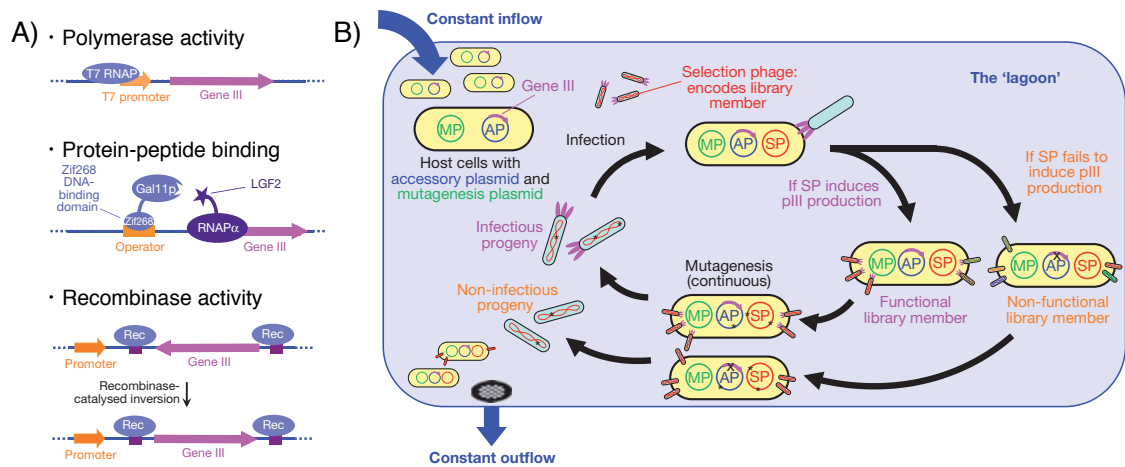 A)
· Polymerase activity
T7 RNAP
T7 promoter
Gene III
· Protein-peptide binding
Zif268
DNA-
binding
domain
Gal11p
LGF2
Zif268
RNAPα
Operator
Gene III
· Recombinase activity
Rec
Rec
Promoter
Gene III
Recombinase-
catalysed inversion
Rec
Rec
Promoter
Gene III
B)
Constant inflow
The ‘lagoon’
Gene III
MP
AP
Host cells with
accessory plasmid and
mutagenesis plasmid
Selection phage:
encodes library
member
Infection
MP
AP
SP
If SP induces
pIII production
If SP fails to
induce pIII
production
MP
AP
SP
Functional
library member
MP
AP
X
SP
Non-functional
library member
Mutagenesis
(continuous)
MP
AP
SP
MP
AP
X
SP
Infectious
progeny
Non-infectious
progeny
Constant outflow